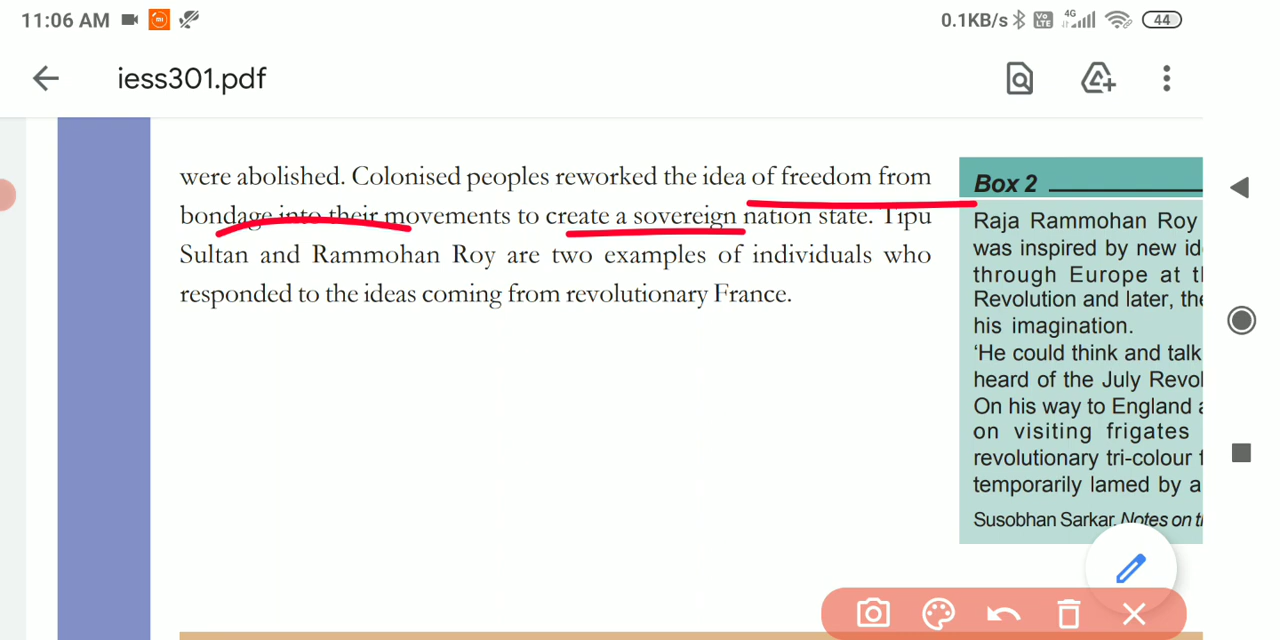 11:06 AM
0.1KB/s
Vo
LTE
4G
44
iess301.pdf
were abolished. Colonised peoples reworked the idea of freedom from
bondage into their movements to create a sovereign nation state. Tipu
Sultan and Rammohan Roy are two examples of individuals who
responded to the ideas coming from revolutionary France.
Box 2
Raja Rammohan Roy
was inspired by new id
through Europe at t
Revolution and later, the
his imagination.
‘He could think and talk
heard of the July Revol
On his way to England a
on visiting frigates
revolutionary tri-colour f
temporarily lamed by a
Susobhan Sarkar, Notes on t